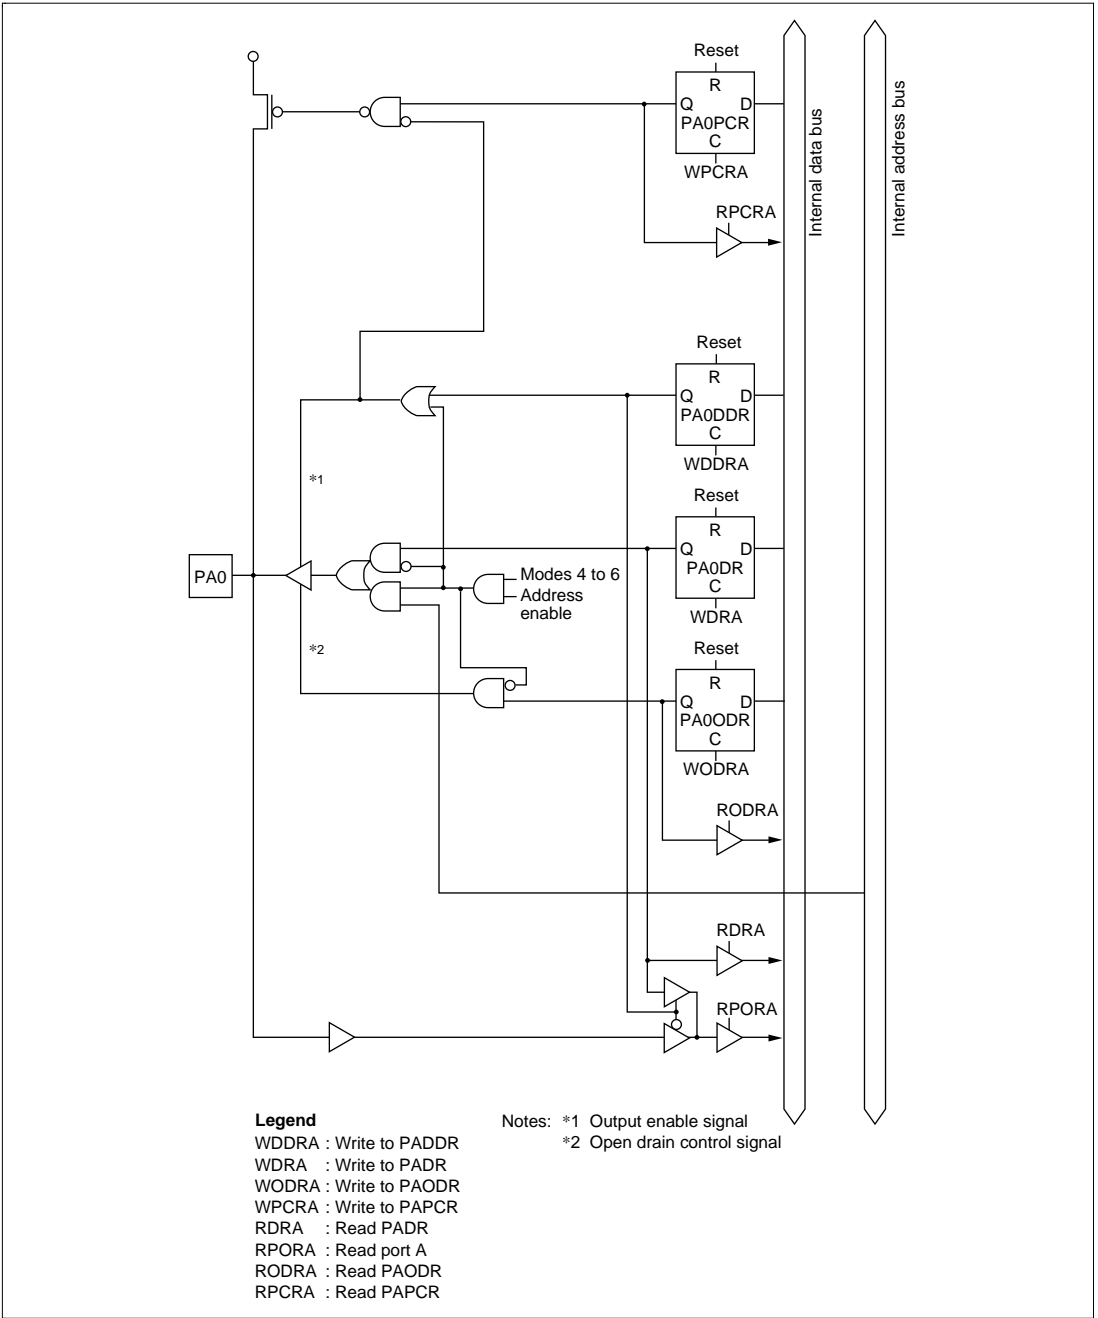 Reset
R
Q D
PA0PCR
C
WPCRA
RPCRA
Internal data bus
Internal address bus
Reset
R
Q D
PA0DDR
C
WDDRA
*1
Reset
R
Q D
PA0DR
C
WDRA
PA0
Modes 4 to 6
Address
enable
*2
Reset
R
Q D
PA0ODR
C
WODRA
RODRA
RDRA
RPORA
Legend
WDDRA : Write to PADDR
WDRA : Write to PADR
WODRA : Write to PAODR
WPCRA : Write to PAPCR
RDRA : Read PADR
RPORA : Read port A
RODRA : Read PAODR
RPCRA : Read PAPCR
Notes: *1 Output enable signal
*2 Open drain control signal